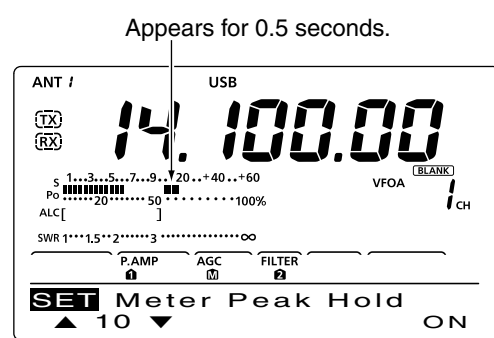 Appears for 0.5 seconds.
ANT 1 USB
TX
14.100.00
RX
S 1•••3•••5•••7•••9••20••+40••+60
VFOA BLANK 1 CH
Po ••••••20••••••50••••••••••100%
ALC[ ]
SWR 1•••1.5••2••••••3••••••••••••••∞
P.AMP AGC FILTER
1 M 2
SET Meter Peak Hold
▲ 10 ▼ ON